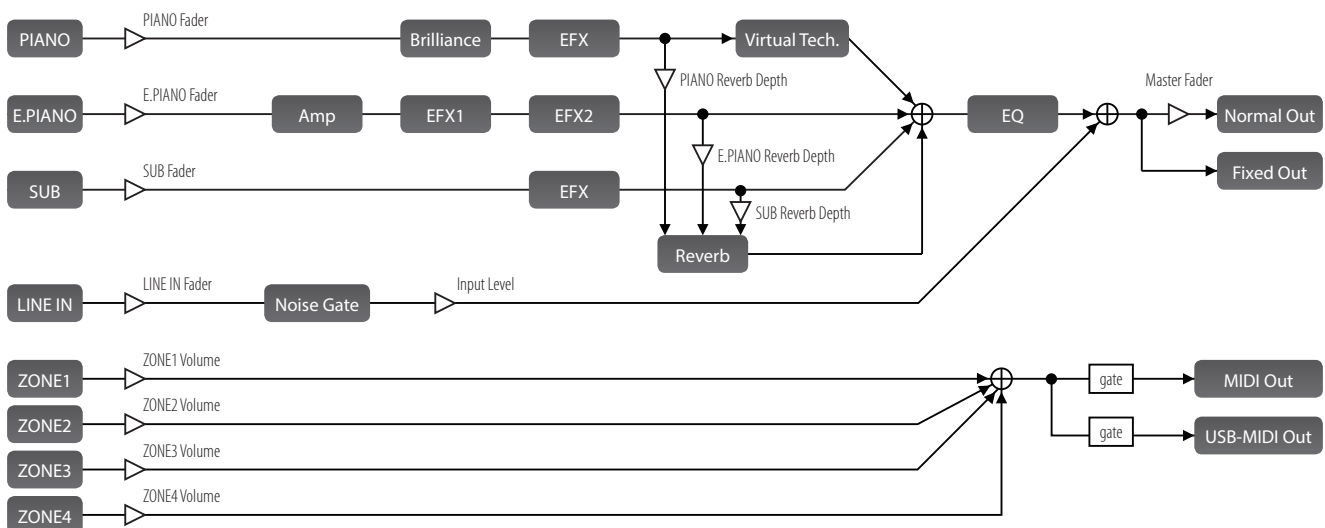 PIANO Fader
PIANO
Brilliance
EFX
Virtual Tech.
PIANO Reverb Depth
Master Fader
E.PIANO Fader
E.PIANO
Amp
EFX1
EFX2
EQ
Normal Out
E.PIANO Reverb Depth
SUB Fader
Fixed Out
SUB
EFX
SUB Reverb Depth
Reverb
LINE IN Fader
Input Level
LINE IN
Noise Gate
ZONE1 Volume
ZONE1
gate
MIDI Out
ZONE2 Volume
ZONE2
gate
USB-MIDI Out
ZONE3 Volume
ZONE3
ZONE4 Volume
ZONE4